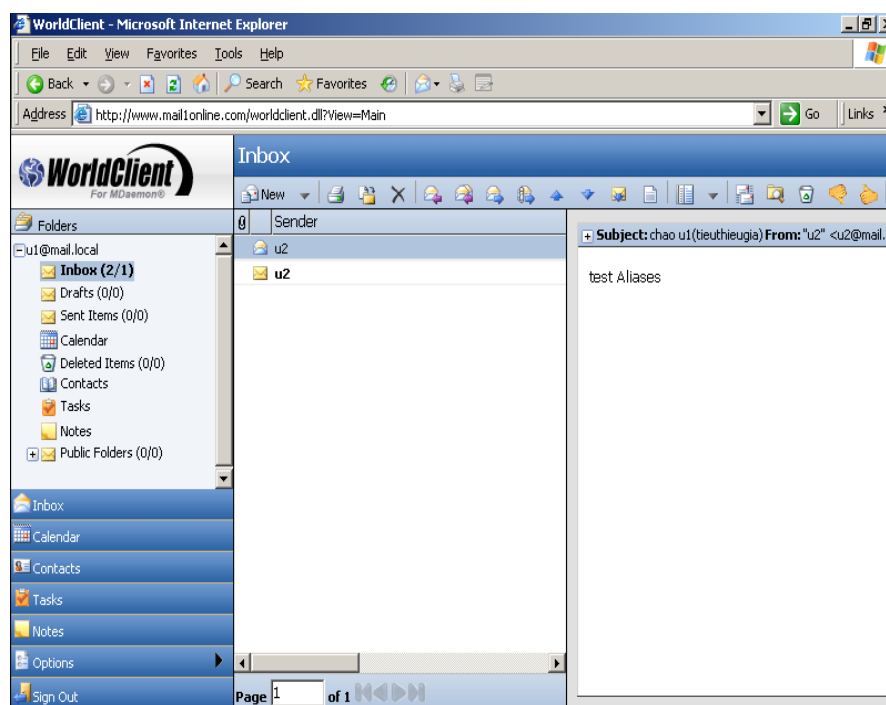 WorldClient - Microsoft Internet Explorer
File Edit View Favorites Tools Help
Back Search Favorites
Address http://www.mail1online.com/worldclient.dll?View=Main Go Links
WorldClient
For MDaemon®
Inbox
New
Folders
Sender
Subject: chao u1(tieuthieugia) From: "u2" <u2@mail.
u1@mail.local
u2
Inbox (2/1)
u2
test Aliases
Drafts (0/0)
Sent Items (0/0)
Calendar
Deleted Items (0/0)
Contacts
Tasks
Notes
Public Folders (0/0)
Inbox
Calendar
Contacts
Tasks
Notes
Options
Sign Out
Page 1 of 1